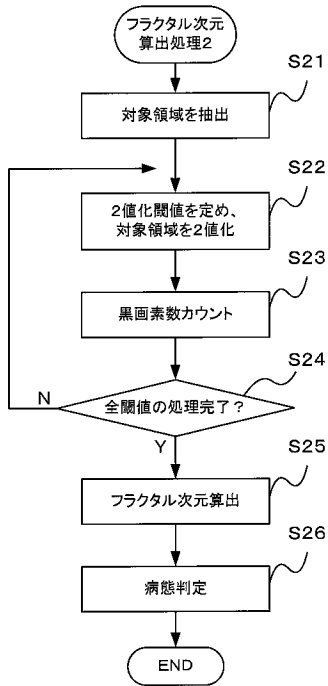 フラクタル次元
算出処理2
S21
対象領域を抽出
S22
2値化閾値を定め、
対象領域を2値化
S23
黒画素数カウント
S24
N
全閾値の処理完了?
Y
S25
フラクタル次元算出
S26
病態判定
END